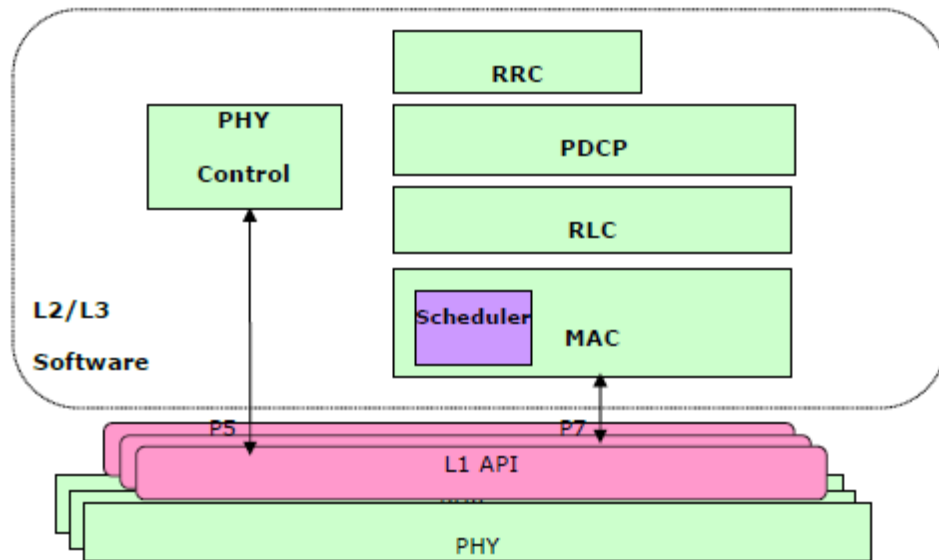 RRC
PHY
Control
PDCP
RLC
L2/L3
Software
Scheduler
MAC
P5
P7
L1 API
PHY